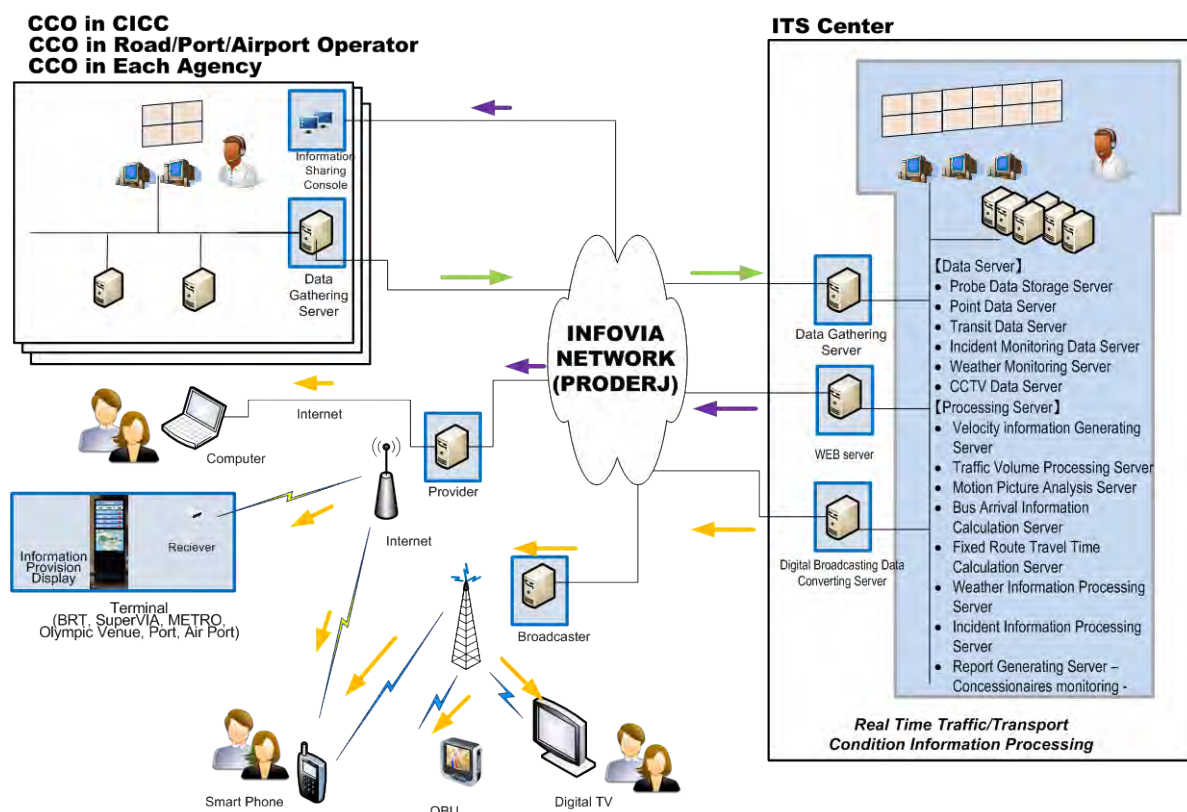 CCO in CICC
CCO in Road/Port/Airport Operator
CCO in Each Agency
Information
Sharing
Console
Data
Gathering
Server
INFOVIA
NETWORK
(PRODERJ)
Internet
Computer
Provider
Internet
Information
Provision
Display
Reciever
Terminal
(BRT, SuperVIA, METRO,
Olympic Venue, Port, Air Port)
Broadcaster
Smart Phone
OBU
Digital TV
ITS Center
Data Gathering
Server
WEB server
Digital Broadcasting Data
Converting Server
【Data Server】
• Probe Data Storage Server
• Point Data Server
• Transit Data Server
• Incident Monitoring Data Server
• Weather Monitoring Server
• CCTV Data Server
【Processing Server】
• Velocity information Generating
Server
• Traffic Volume Processing Server
• Motion Picture Analysis Server
• Bus Arrival Information
Calculation Server
• Fixed Route Travel Time
Calculation Server
• Weather Information Processing
Server
• Incident Information Processing
Server
• Report Generating Server –
Concessionaires monitoring -
Real Time Traffic/Transport
Condition Information Processing